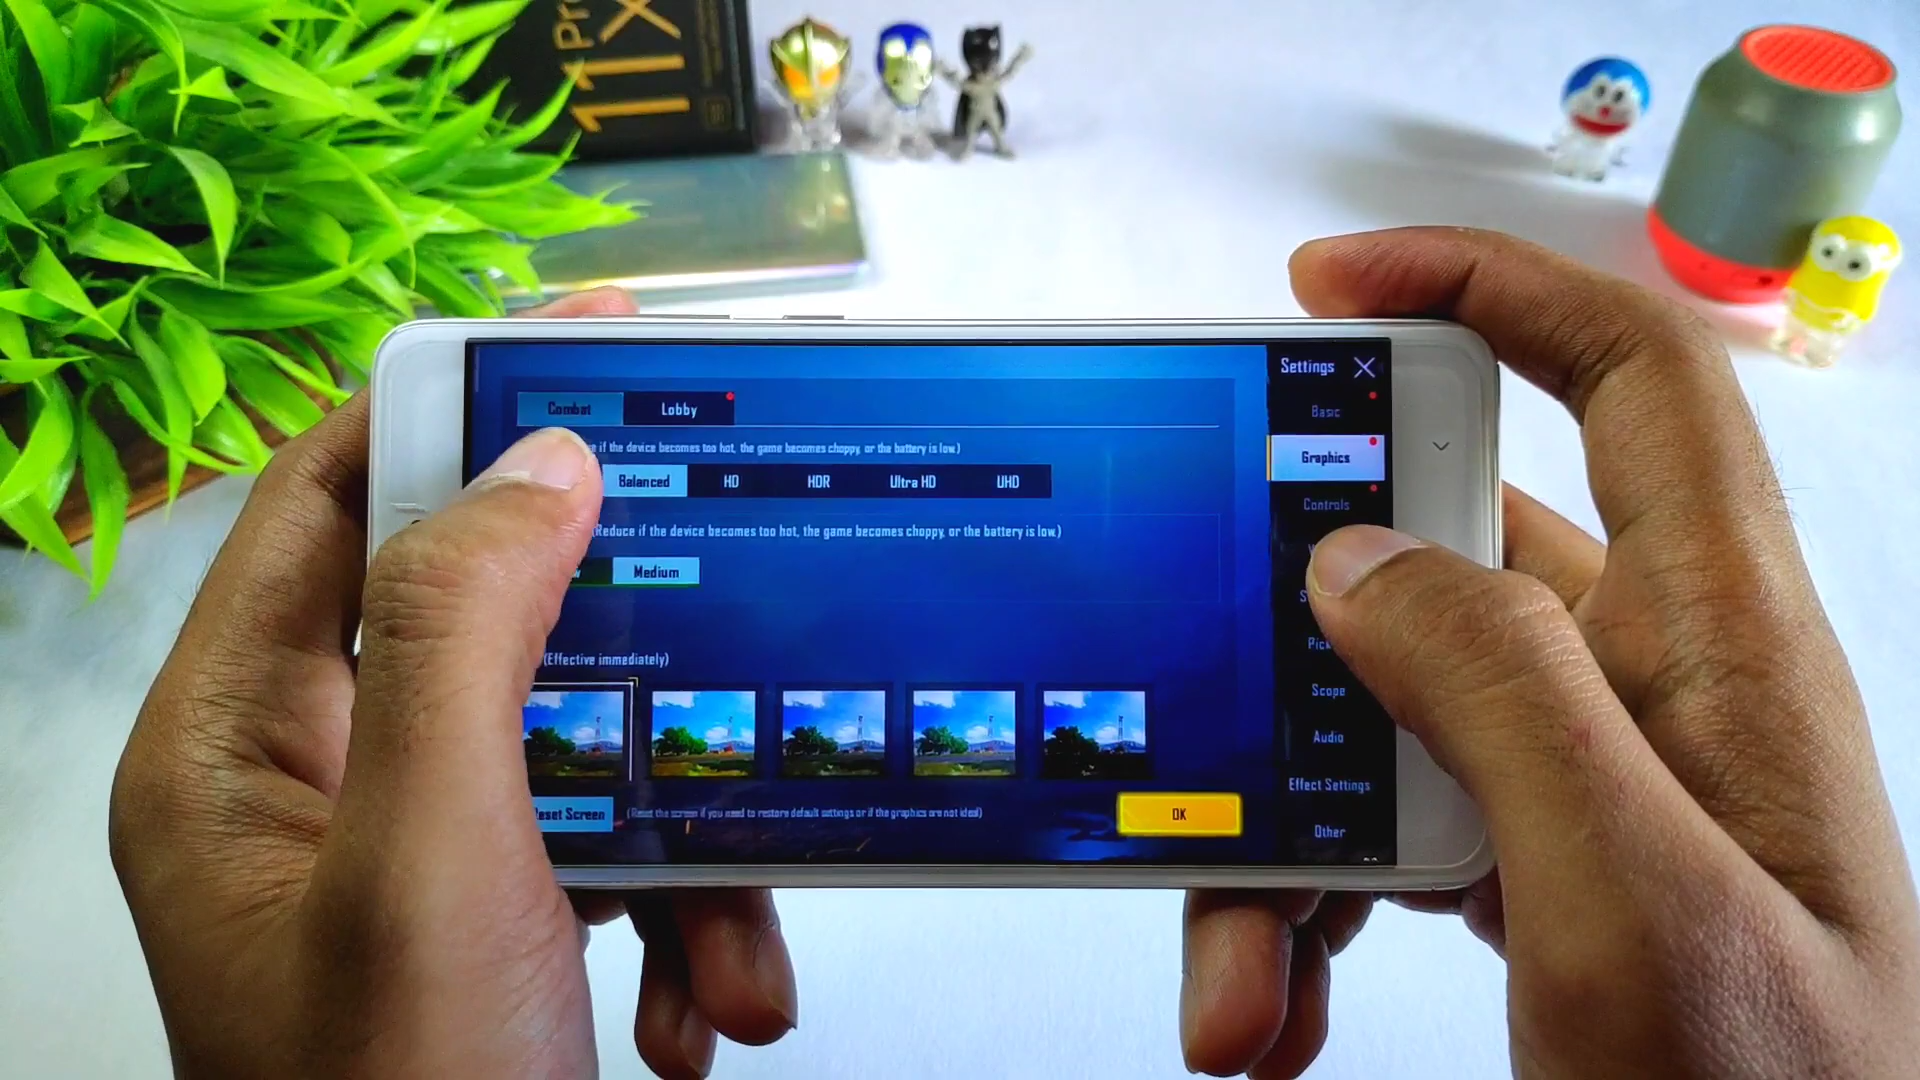 11 Pro
11X
Settings
Combat
Lobby
Basic
if the device becomes too hot, the game becomes choppy, or the battery is low.)
Graphics
Balanced
HD
HDR
Ultra HD
UHD
Controls
(Reduce if the device becomes too hot, the game becomes choppy, or the battery is low.)
Medium
(Effective immediately)
Scope
Audio
Effect Settings
Reset Screen
(Reset the screen if you need to restore default settings or if the graphics are not ideal)
OK
Other